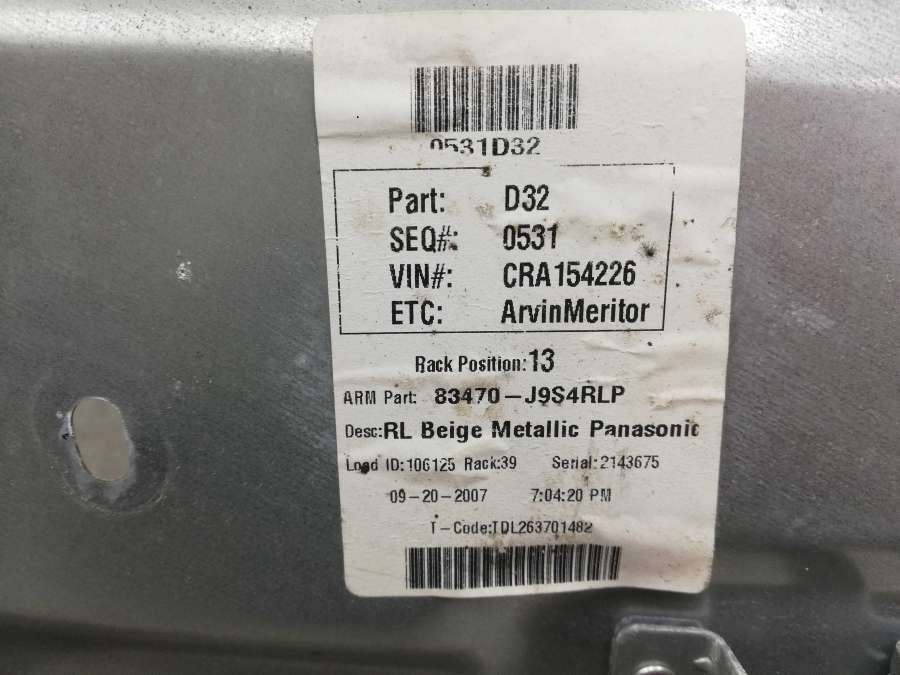 0531D32
Part: D32
SEQ#: 0531
VIN#: CRA154226
ETC: ArvinMeritor
Rack Position: 13
ARM Part: 83470-J9S4RLP
Desc: RL Beige Metallic Panasonic
Load ID:106125 Rack:39 Serial:2143675
09-20-2007 7:04:20 PM
T-Code:TDL263701482